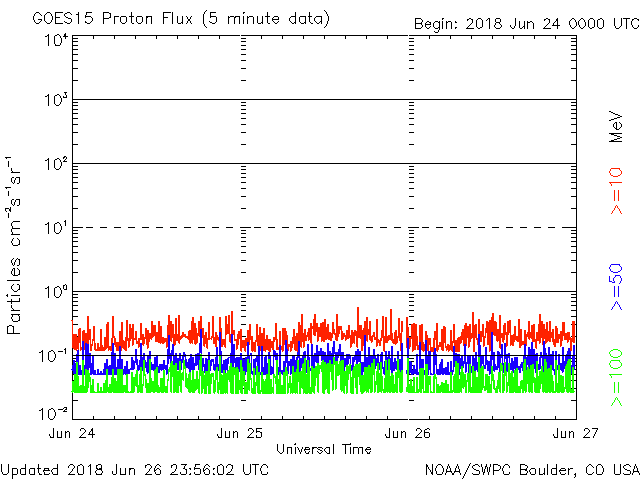 GOES15 Proton Flux (5 minute data)
Begin: 2018 Jun 24 0000 UTC
10⁴
10³
10²
10¹
10⁰
10⁻¹
10⁻²
Particles cm⁻²s⁻¹sr⁻¹
MeV
>=10
>=50
>=100
Jun 24 Jun 25 Jun 26 Jun 27
Universal Time
Updated 2018 Jun 26 23:56:02 UTC
NOAA/SWPC Boulder, CO USA